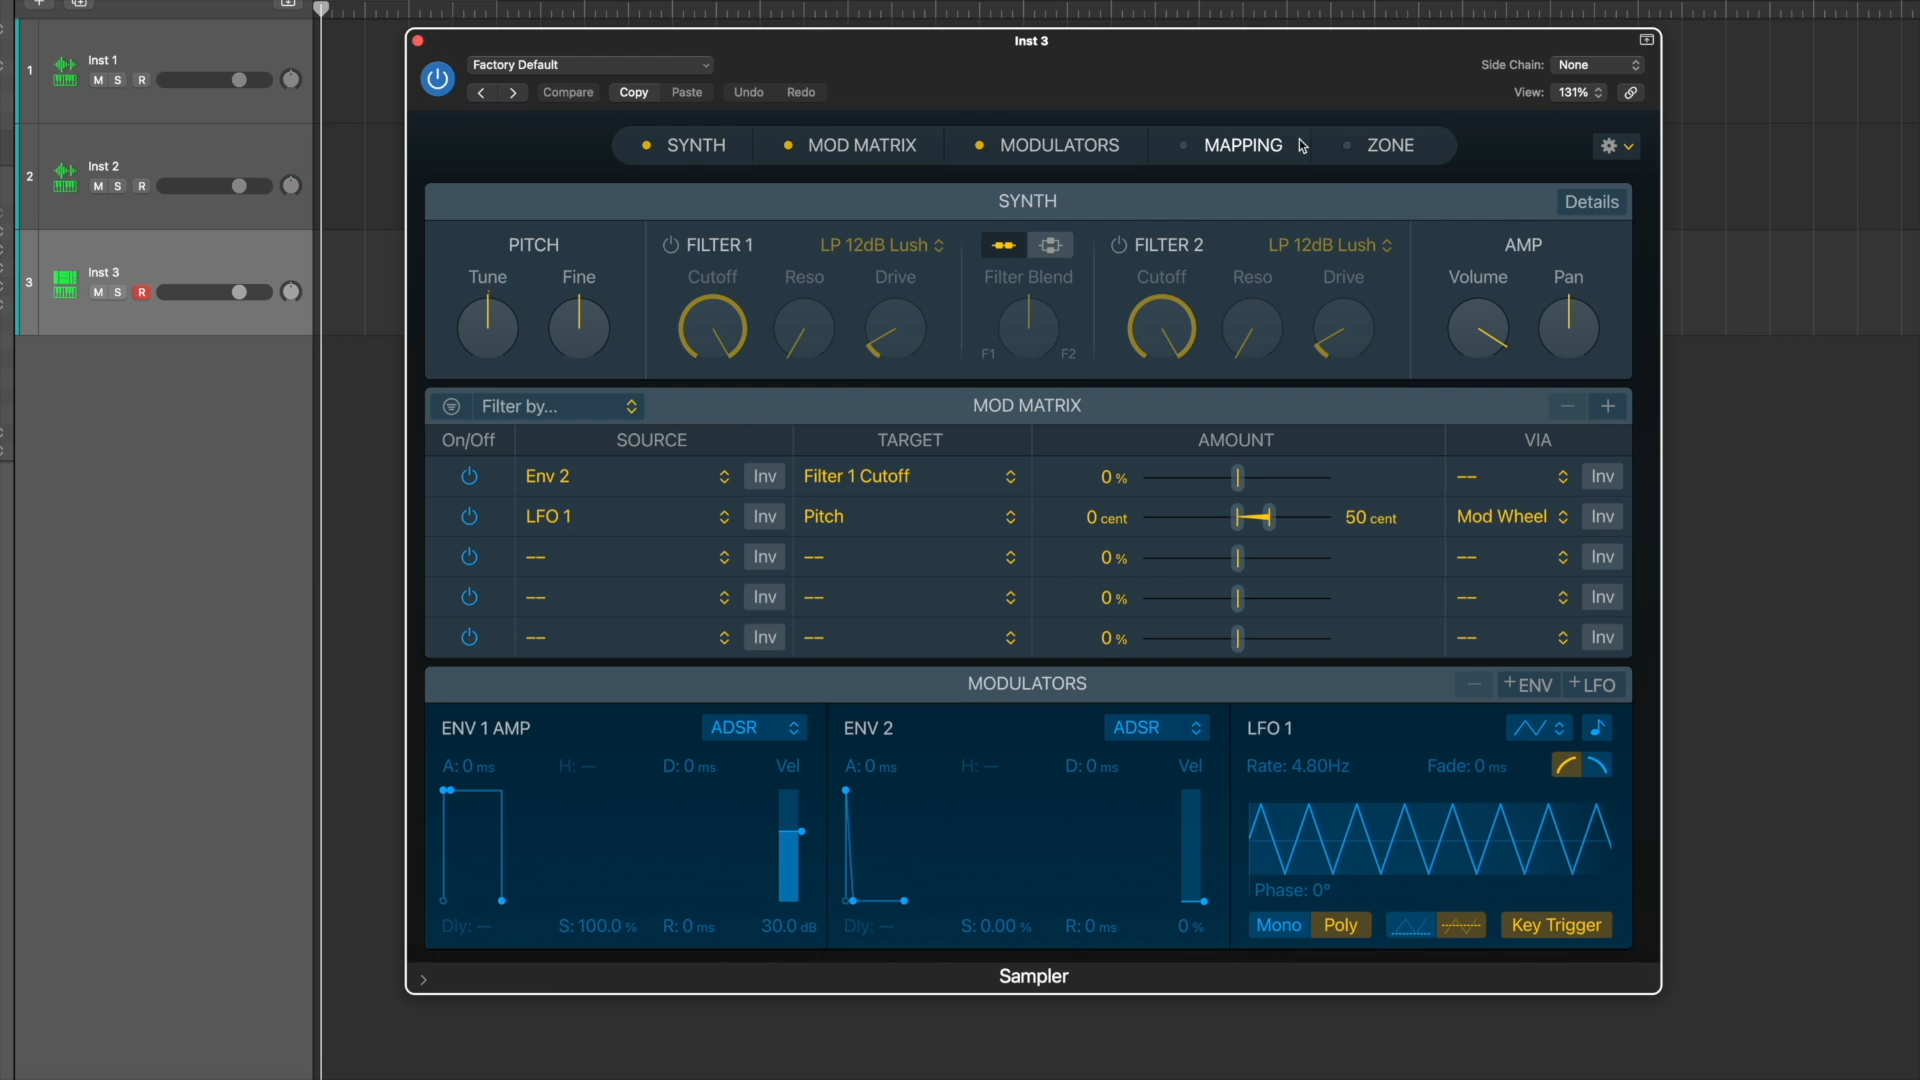 Inst 3
Factory Default
Side Chain: None
Compare Copy Paste Undo Redo
View: 131%
1 Inst 1
M S R
2 Inst 2
M S R
3 Inst 3
M S R
SYNTH MOD MATRIX MODULATORS MAPPING ZONE
SYNTH Details
PITCH FILTER 1 LP 12dB Lush FILTER 2 LP 12dB Lush AMP
Tune Fine Cutoff Reso Drive Filter Blend Cutoff Reso Drive Volume Pan
F1 F2
Filter by... MOD MATRIX − +
On/Off SOURCE TARGET AMOUNT VIA
Env 2 Inv Filter 1 Cutoff 0 % -- Inv
LFO 1 Inv Pitch 0 cent 50 cent Mod Wheel Inv
-- Inv -- 0 % -- Inv
-- Inv -- 0 % -- Inv
-- Inv -- 0 % -- Inv
MODULATORS − +ENV +LFO
ENV 1 AMP ADSR ENV 2 ADSR LFO 1
A: 0 ms H: — D: 0 ms Vel A: 0 ms H: — D: 0 ms Vel Rate: 4.80Hz Fade: 0 ms
Phase: 0°
Dly: — S: 100.0 % R: 0 ms 30.0 dB Dly: — S: 0.00 % R: 0 ms 0 % Mono Poly Key Trigger
Sampler